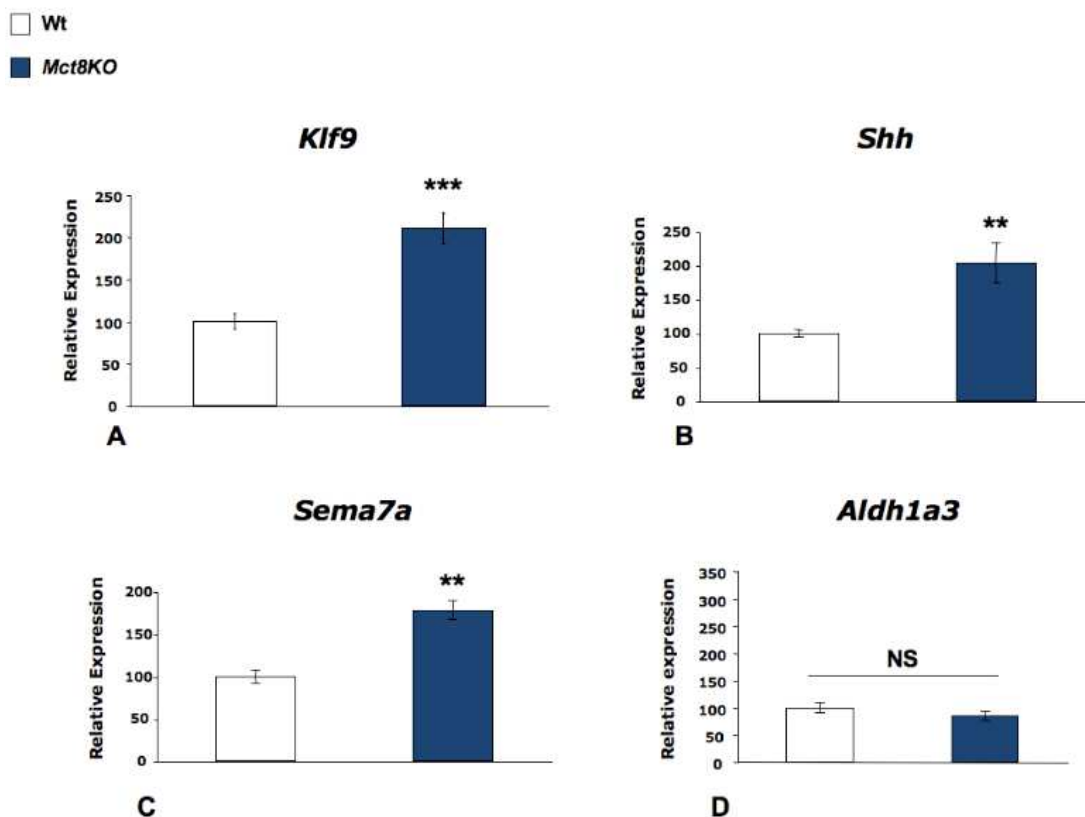 Wt
Mct8KO
Klf9
Shh
Relative Expression
250
200
150
100
50
0
***
A
Relative Expression
250
200
150
100
50
0
**
B
Sema7a
Aldh1a3
Relative Expression
200
150
100
50
0
**
C
Relative expression
350
300
250
200
150
100
50
0
NS
D